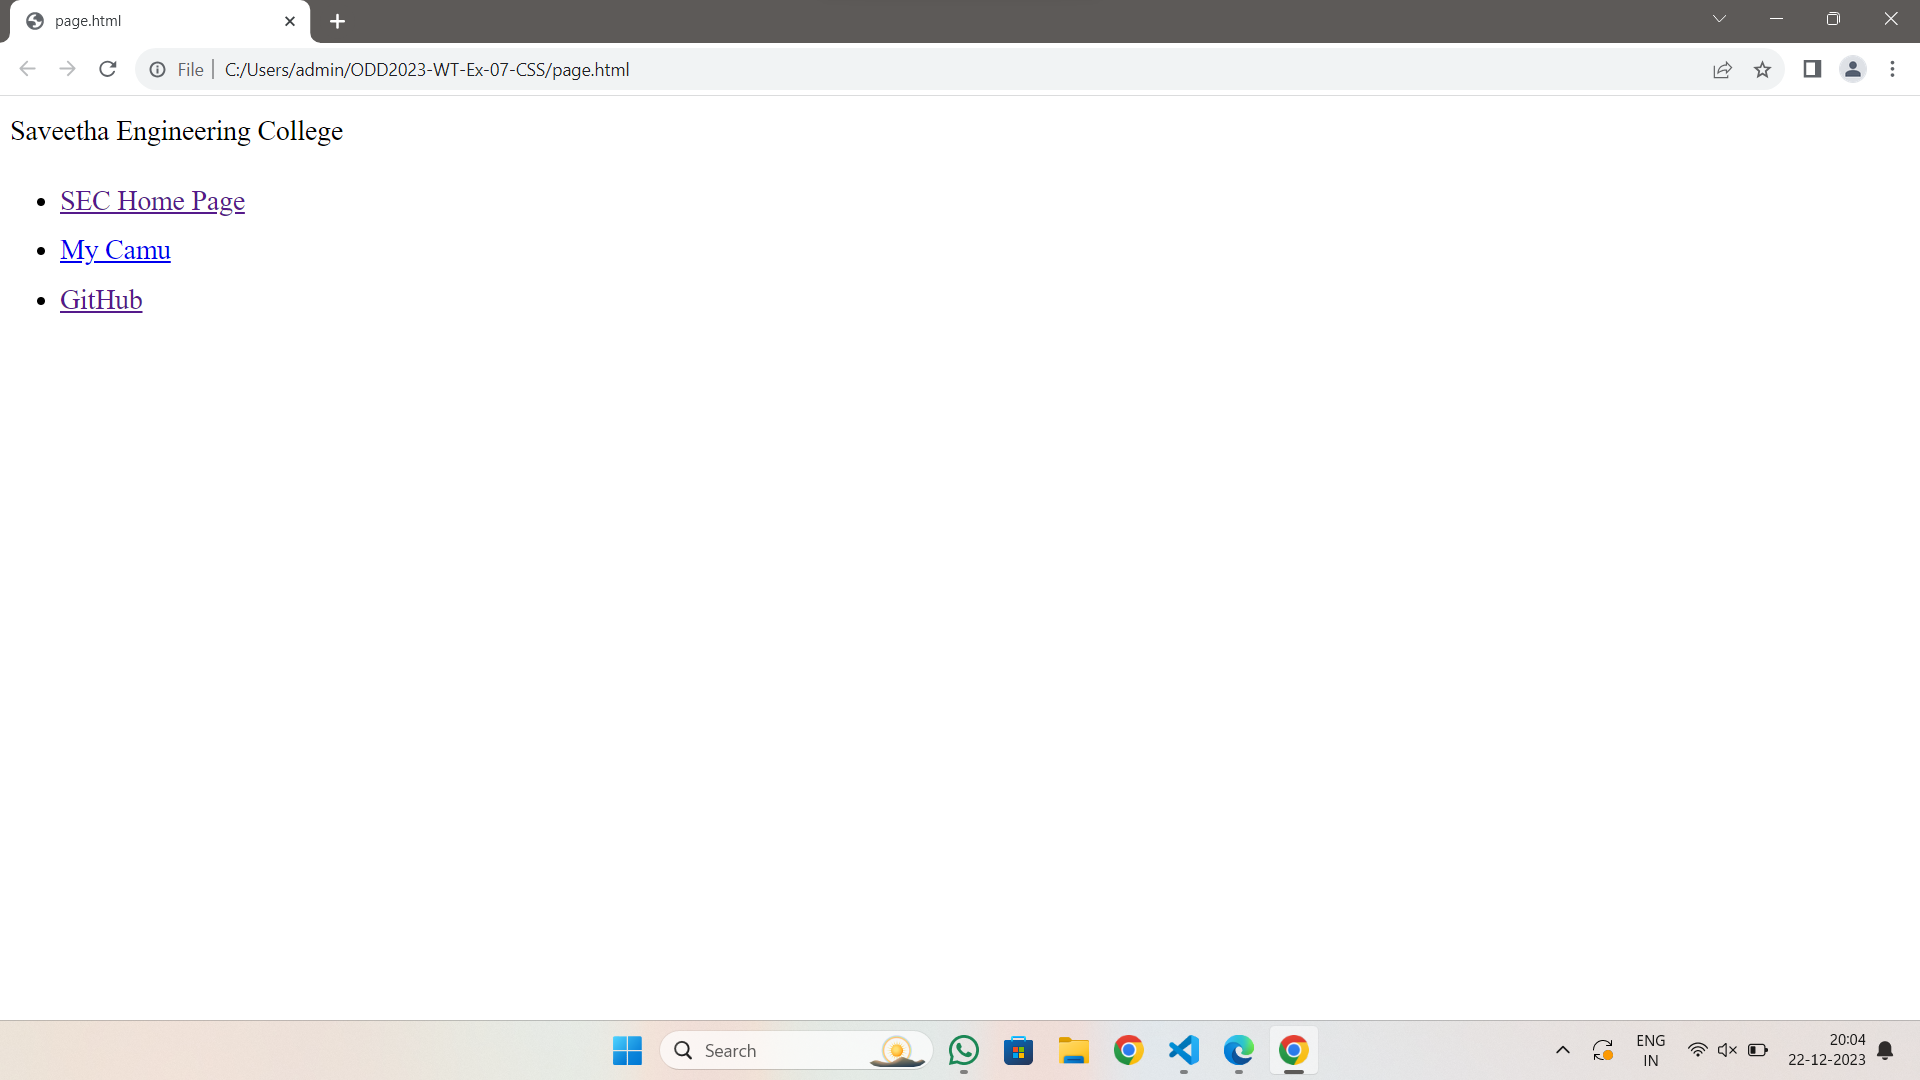 page.html
File
C:/Users/admin/ODD2023-WT-Ex-07-CSS/page.html
Saveetha Engineering College
SEC Home Page
My Camu
GitHub
Search
ENG
IN
20:04
22-12-2023